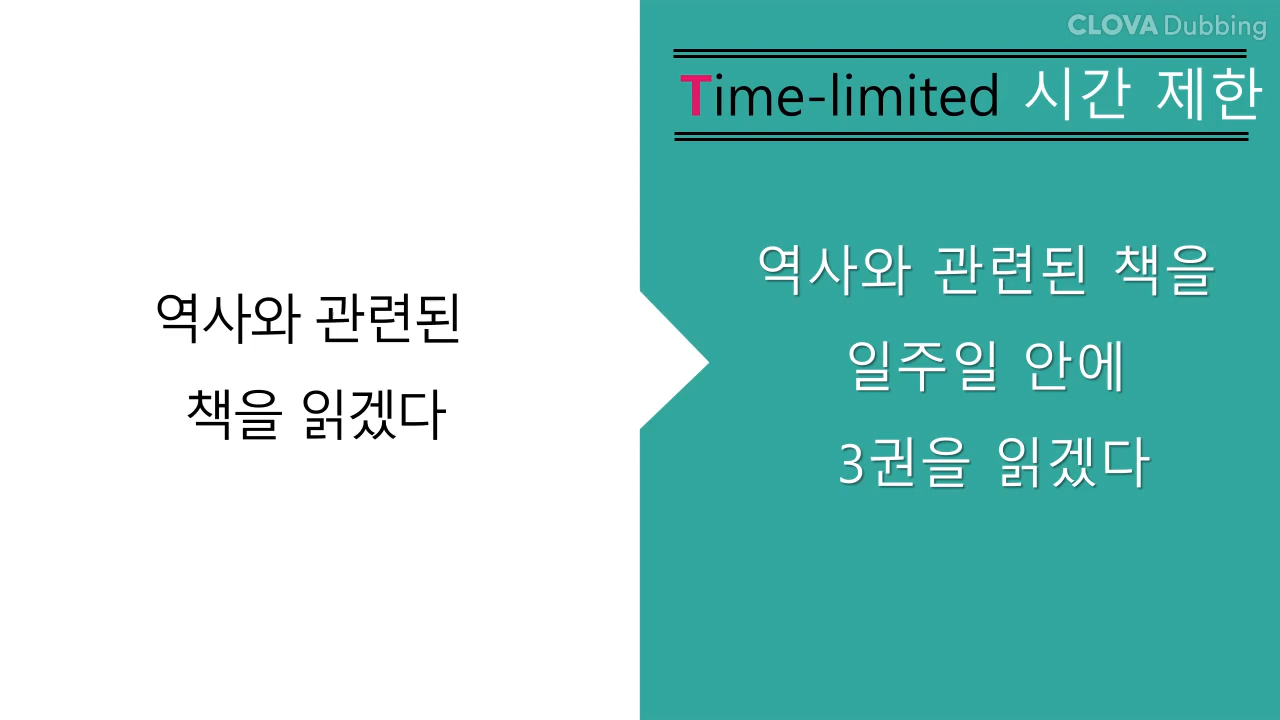 CLOVA Dubbing
Time-limited 시간 제한
역사와 관련된
책을 읽겠다
역사와 관련된 책을
일주일 안에
3권을 읽겠다